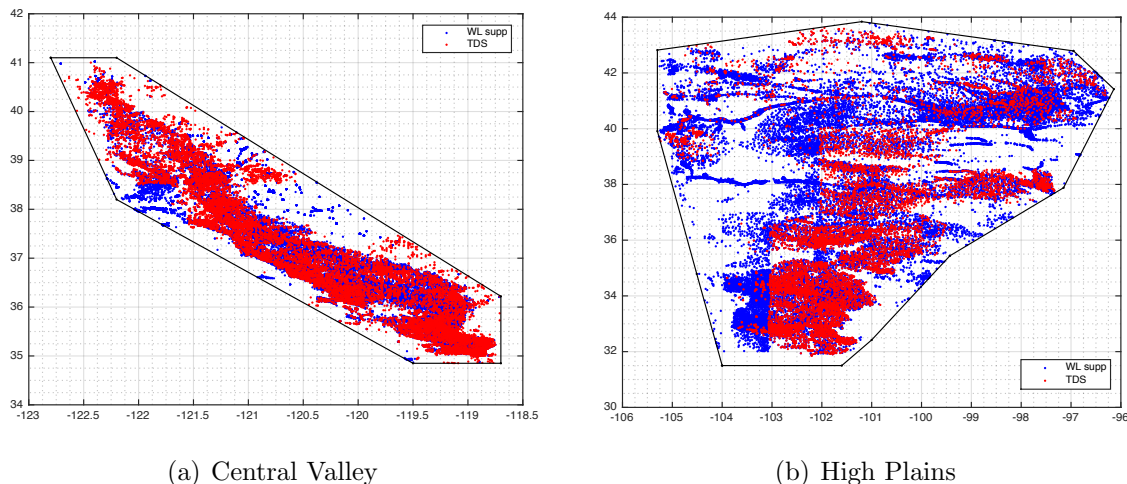 42
41
40
39
38
37
36
35
34
-123 -122.5 -122 -121.5 -121 -120.5 -120 -119.5 -119 -118.5
WL supp
TDS
(a) Central Valley
44
42
40
38
36
34
32
30
-106 -105 -104 -103 -102 -101 -100 -99 -98 -97 -96
WL supp
TDS
(b) High Plains